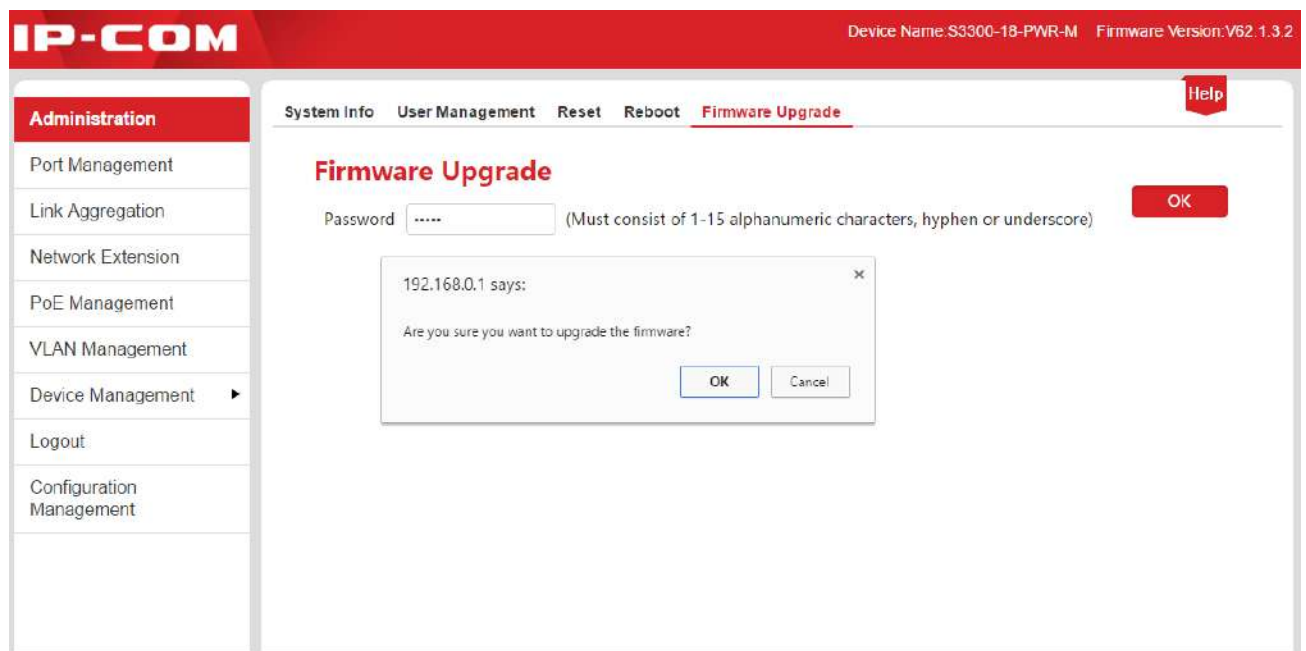 IP-COM
Device Name:S3300-18-PWR-M Firmware Version:V62.1.3.2
Help
Administration
System Info User Management Reset Reboot Firmware Upgrade
Port Management
Link Aggregation
Network Extension
PoE Management
VLAN Management
Device Management
Logout
Configuration
Management
Firmware Upgrade
OK
Password ----- (Must consist of 1-15 alphanumeric characters, hyphen or underscore)
192.168.0.1 says:
×
Are you sure you want to upgrade the firmware?
OK Cancel